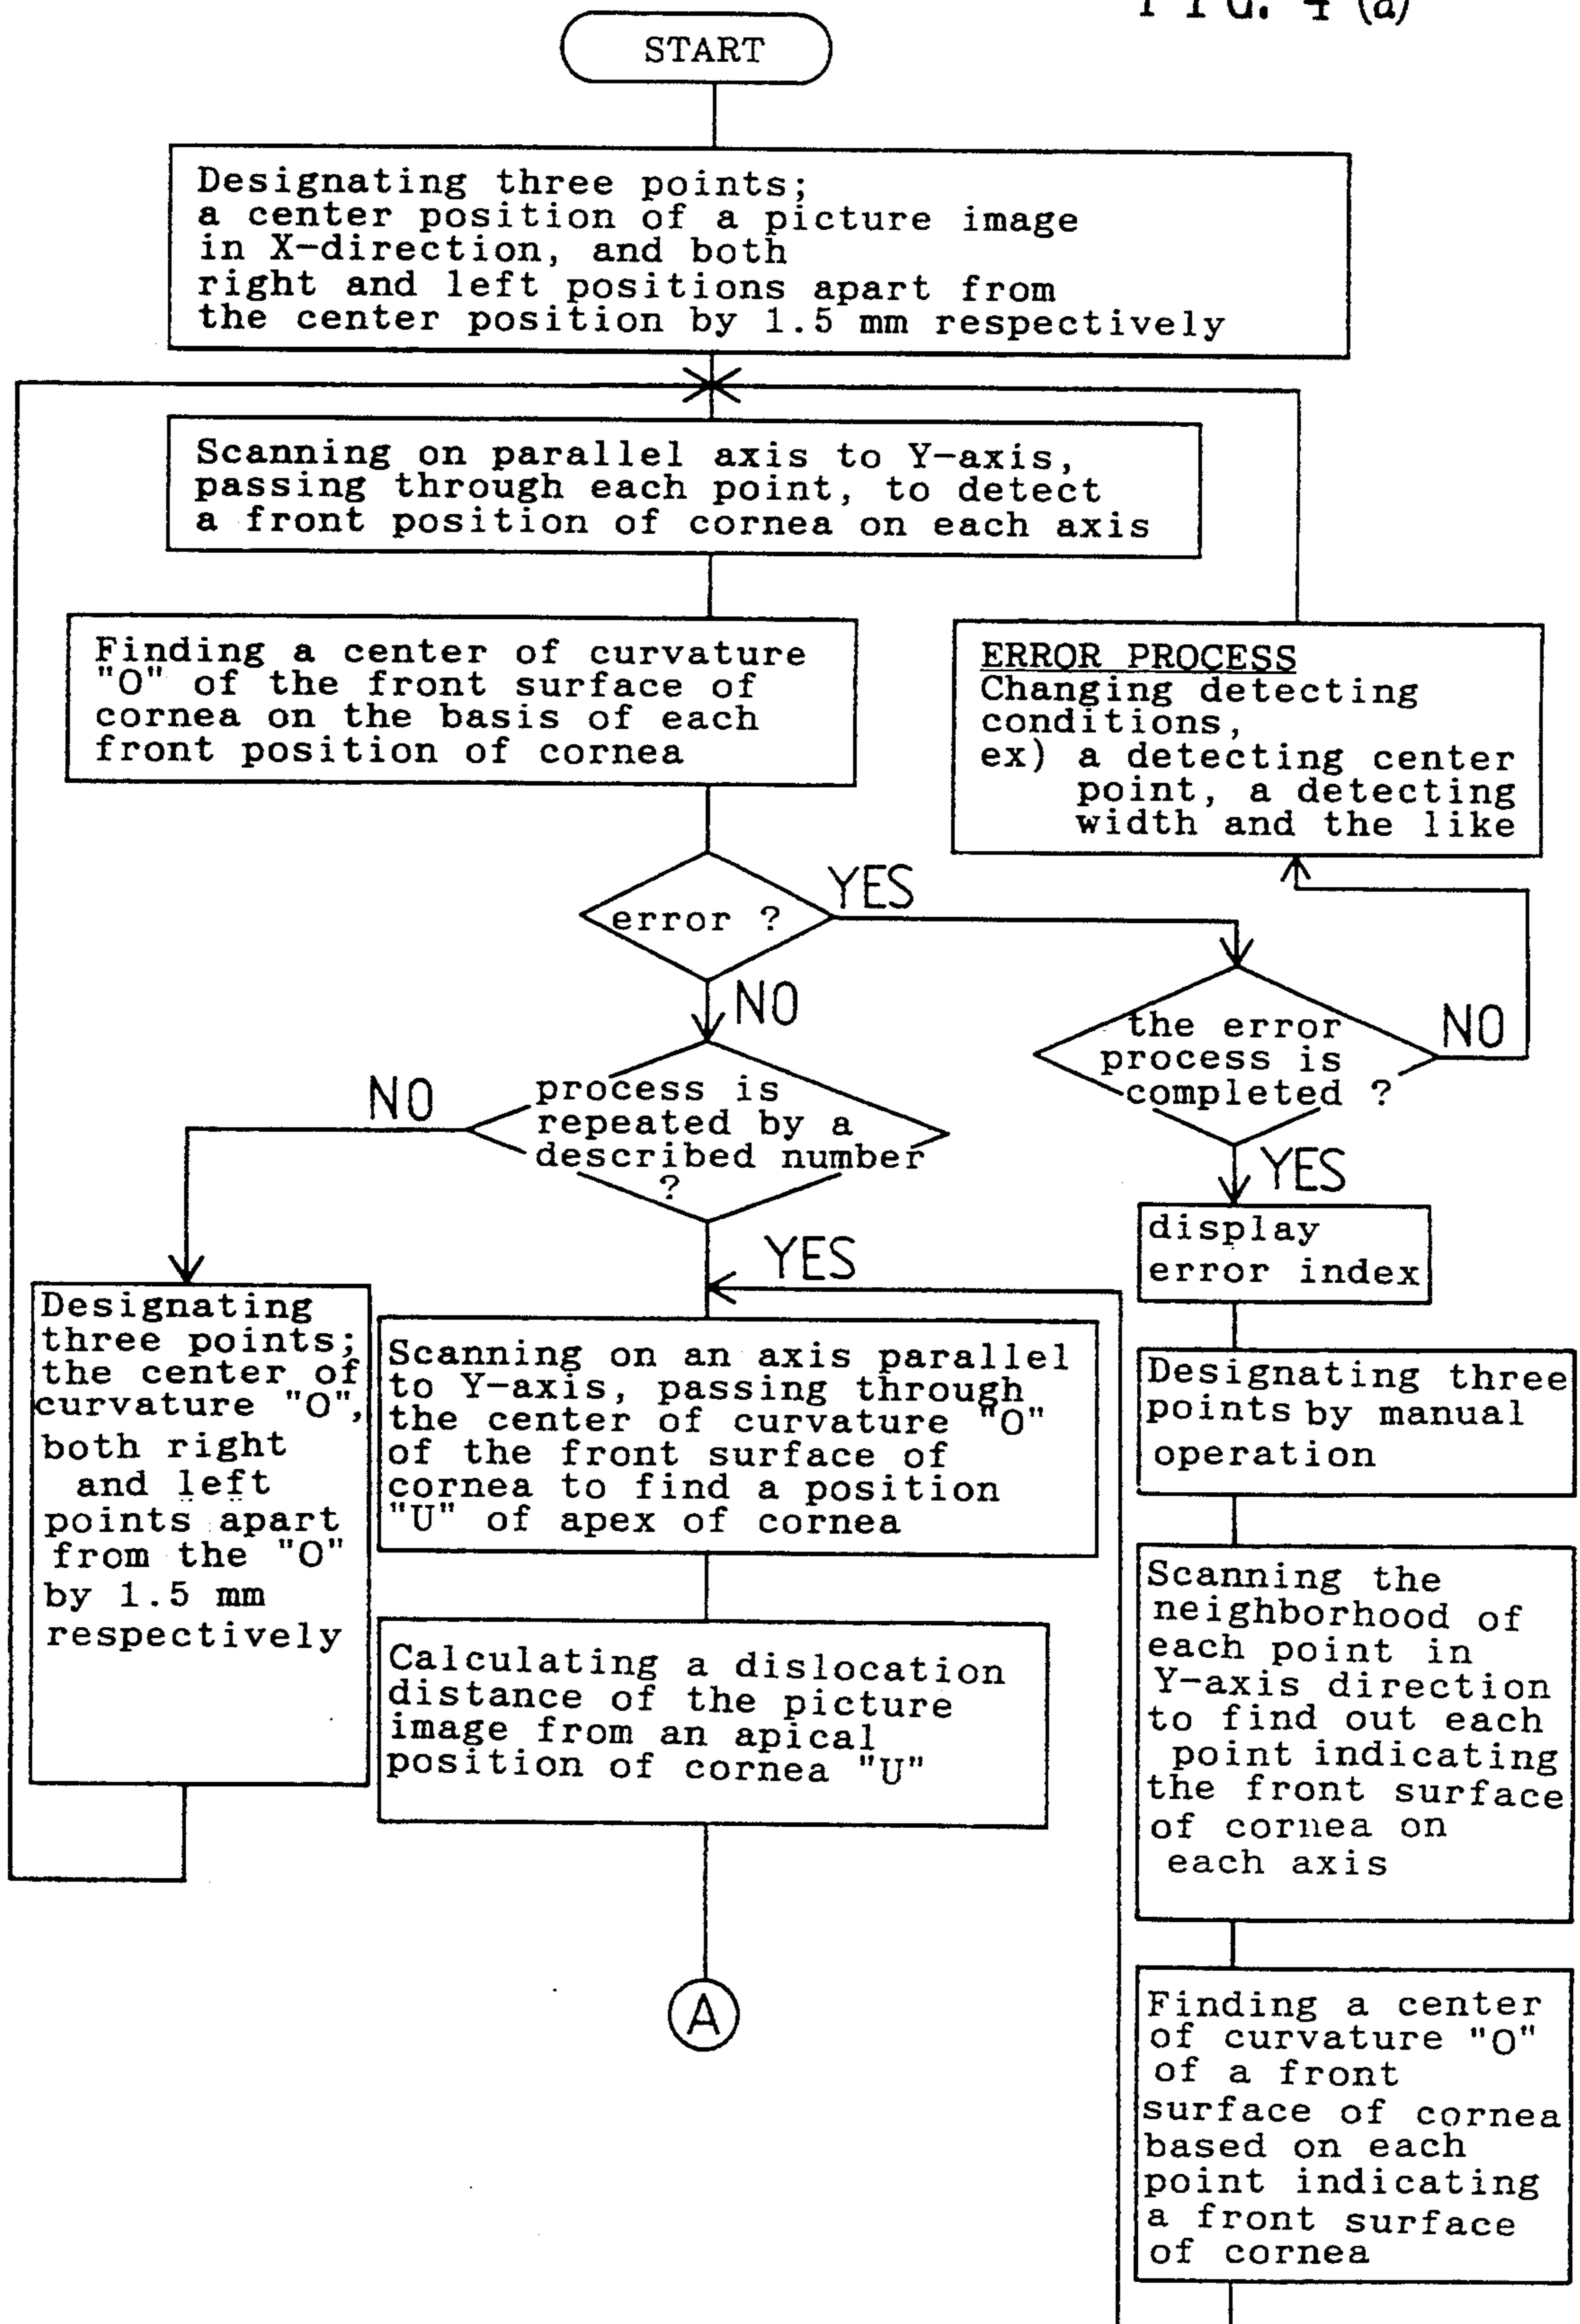 FIG. 4 (a)
START
Designating three points;
a center position of a picture image
in X-direction, and both
right and left positions apart from
the center position by 1.5 mm respectively
Scanning on parallel axis to Y-axis,
passing through each point, to detect
a front position of cornea on each axis
Finding a center of curvature
"O" of the front surface of
cornea on the basis of each
front position of cornea
ERROR PROCESS
Changing detecting
conditions,
ex) a detecting center
point, a detecting
width and the like
error ?
YES
NO
the error
process is
completed ?
NO
YES
process is
repeated by a
described number
?
NO
YES
display
error index
Designating
three points;
the center of
curvature "O",
both right
and left
points apart
from the "O"
by 1.5 mm
respectively
Scanning on an axis parallel
to Y-axis, passing through
the center of curvature "O"
of the front surface of
cornea to find a position
"U" of apex of cornea
Calculating a dislocation
distance of the picture
image from an apical
position of cornea "U"
A
Designating three
points by manual
operation
Scanning the
neighborhood of
each point in
Y-axis direction
to find out each
point indicating
the front surface
of cornea on
each axis
Finding a center
of curvature "O"
of a front
surface of cornea
based on each
point indicating
a front surface
of cornea